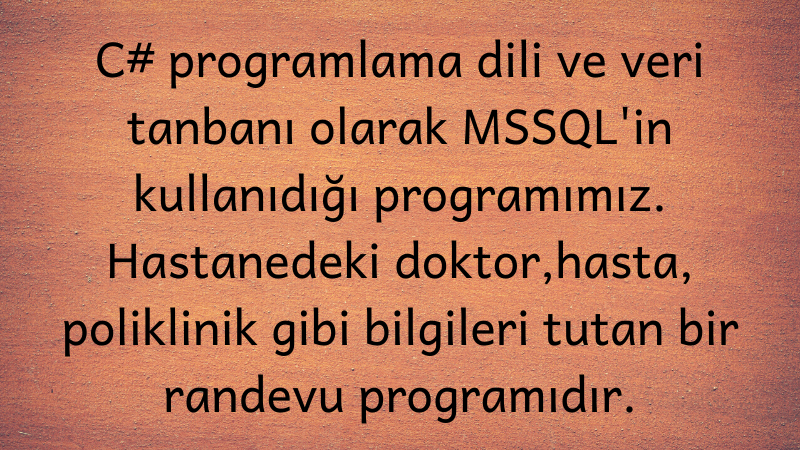 C# programlama dili ve veri
tanbanı olarak MSSQL'in
kullanıdığı programımız.
Hastanedeki doktor,hasta,
poliklinik gibi bilgileri tutan bir
randevu programıdır.